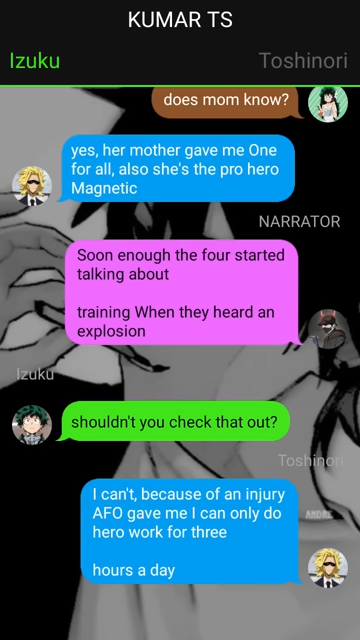 KUMAR TS
Izuku
Toshinori
does mom know?
yes, her mother gave me One
for all, also she's the pro hero
Magnetic
NARRATOR
Soon enough the four started
talking about
training When they heard an
explosion
Izuku
shouldn't you check that out?
Toshinori
I can't, because of an injury
AFO gave me I can only do
hero work for three
hours a day